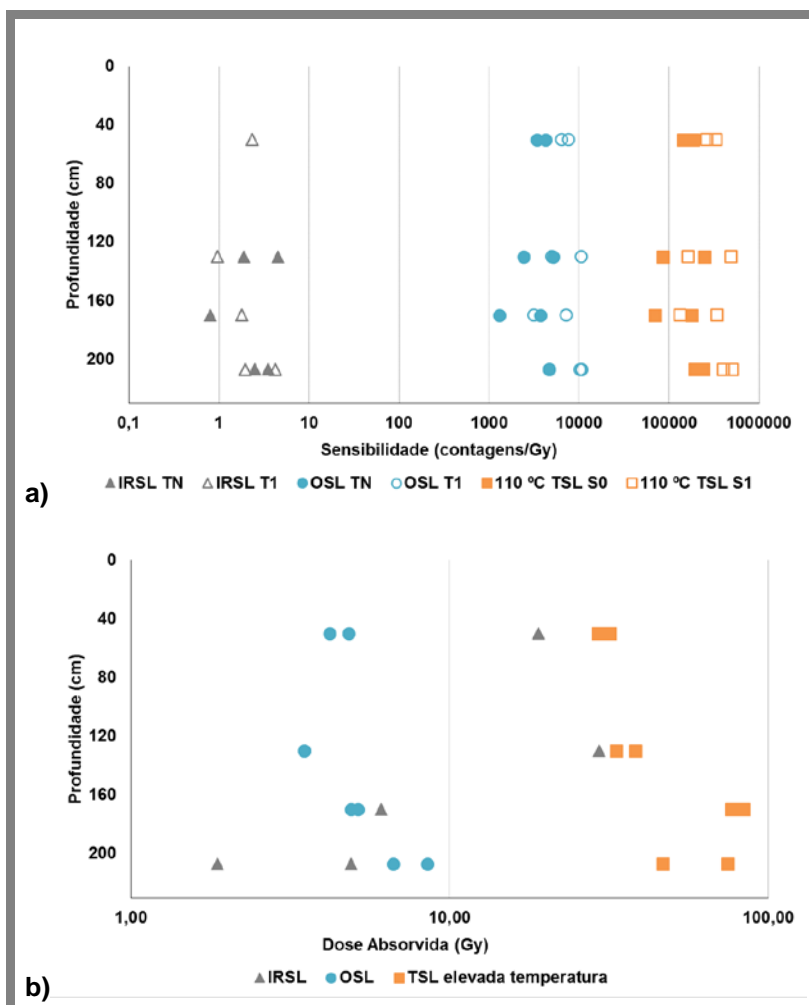 0
40
80
120
160
200
Profundidade (cm)
0,1 1 10 100 1000 10000 100000 1000000
Sensibilidade (contagens/Gy)
IRSL TN IRSL T1 OSL TN OSL T1 110 ºC TSL S0 110 ºC TSL S1
a)
0
40
80
120
160
200
Profundidade (cm)
1,00 10,00 100,00
Dose Absorvida (Gy)
IRSL OSL TSL elevada temperatura
b)